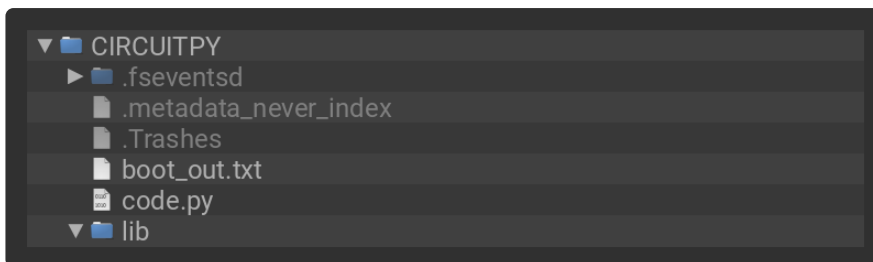 CIRCUITPY
.fseventsd
.metadata_never_index
.Trashes
boot_out.txt
code.py
lib